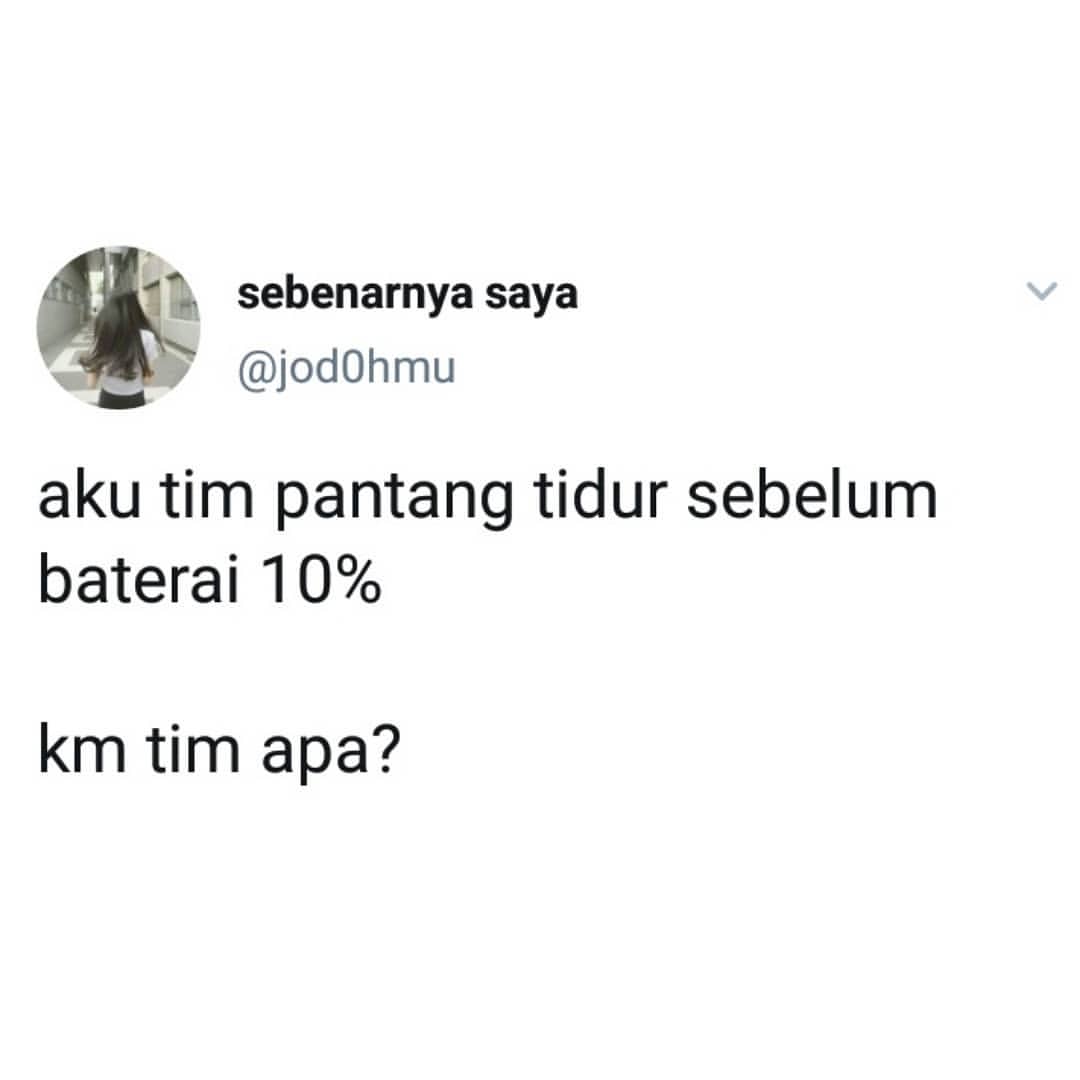 sebenarnya saya
@jod0hmu
aku tim pantang tidur sebelum
baterai 10%
km tim apa?